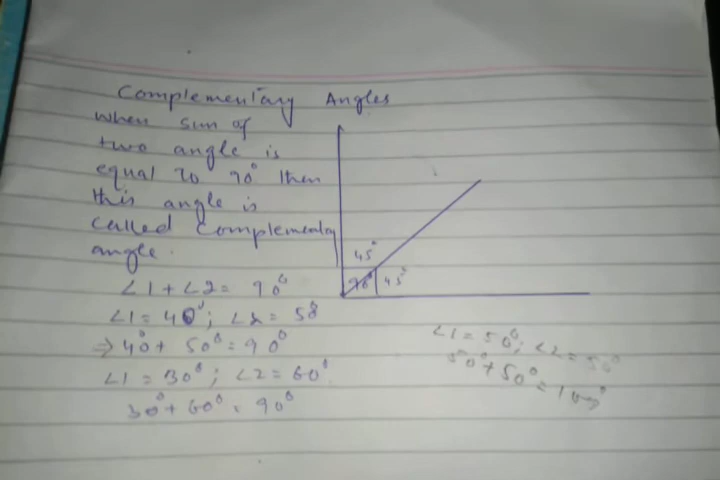 Complementary Angles
when sum of
two angle is
equal to 90° then
this angle is
called complementary
angle.
∠1 + ∠2 = 90°
∠1 = 40°; ∠2 = 50°
⇒ 40° + 50° = 90°
∠1 = 30°; ∠2 = 60°
30° + 60° = 90°
45°
90° 45°
∠1 = 50°; ∠2 = 50°
50° + 50° = 100°